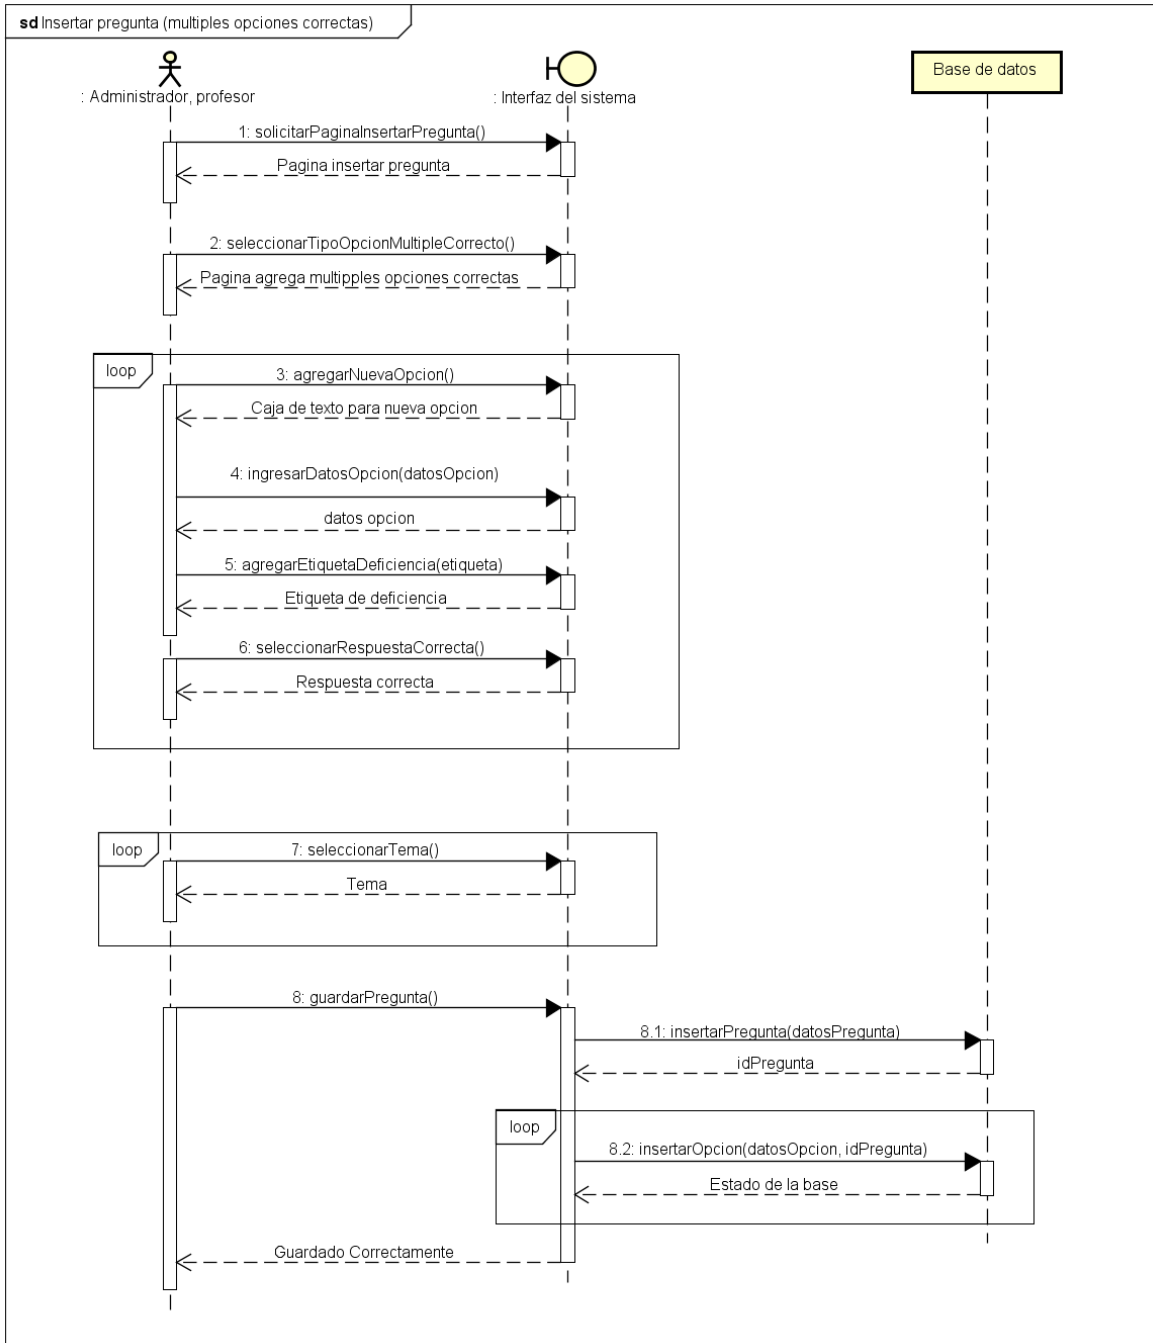 sd Insertar pregunta (multiples opciones correctas)
: Administrador, profesor
: Interfaz del sistema
Base de datos
1: solicitarPaginaInsertarPregunta()
Pagina insertar pregunta
2: seleccionarTipoOpcionMultipleCorrecto()
Pagina agrega multipples opciones correctas
loop
3: agregarNuevaOpcion()
Caja de texto para nueva opcion
4: ingresarDatosOpcion(datosOpcion)
datos opcion
5: agregarEtiquetaDeficiencia(etiqueta)
Etiqueta de deficiencia
6: seleccionarRespuestaCorrecta()
Respuesta correcta
loop
7: seleccionarTema()
Tema
8: guardarPregunta()
8.1: insertarPregunta(datosPregunta)
idPregunta
loop
8.2: insertarOpcion(datosOpcion, idPregunta)
Estado de la base
Guardado Correctamente